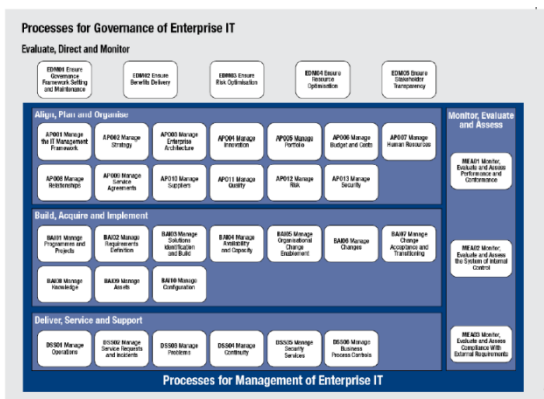 Processes for Governance of Enterprise IT
Evaluate, Direct and Monitor
EDM01 Ensure
Governance
Framework Setting
and Maintenance
EDM02 Ensure
Benefits Delivery
EDM03 Ensure
Risk Optimisation
EDM04 Ensure
Resource
Optimisation
EDM05 Ensure
Stakeholder
Transparency
Align, Plan and Organise
APO01 Manage
the IT Management
Framework
APO02 Manage
Strategy
APO03 Manage
Enterprise
Architecture
APO04 Manage
Innovation
APO05 Manage
Portfolio
APO06 Manage
Budget and Costs
APO07 Manage
Human Resources
APO08 Manage
Relationships
APO09 Manage
Service
Agreements
APO10 Manage
Suppliers
APO11 Manage
Quality
APO12 Manage
Risk
APO13 Manage
Security
Build, Acquire and Implement
BAI01 Manage
Programmes and
Projects
BAI02 Manage
Requirements
Definition
BAI03 Manage
Solutions
Identification
and Build
BAI04 Manage
Availability
and Capacity
BAI05 Manage
Organisational
Change
Enablement
BAI06 Manage
Changes
BAI07 Manage
Change
Acceptance and
Transitioning
BAI08 Manage
Knowledge
BAI09 Manage
Assets
BAI10 Manage
Configuration
Deliver, Service and Support
DSS01 Manage
Operations
DSS02 Manage
Service Requests
and Incidents
DSS03 Manage
Problems
DSS04 Manage
Continuity
DSS05 Manage
Security
Services
DSS06 Manage
Business
Process Controls
Monitor, Evaluate
and Assess
MEA01 Monitor,
Evaluate and Assess
Performance and
Conformance
MEA02 Monitor,
Evaluate and Assess
the System of Internal
Control
MEA03 Monitor,
Evaluate and Assess
Compliance With
External Requirements
Processes for Management of Enterprise IT